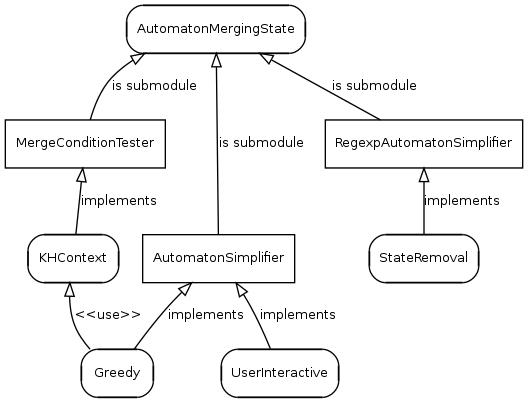 AutomatonMergingState
is submodule
is submodule
is submodule
MergeConditionTester
RegexpAutomatonSimplifier
implements
implements
KHContext
AutomatonSimplifier
StateRemoval
<<use>>
implements
implements
Greedy
UserInteractive